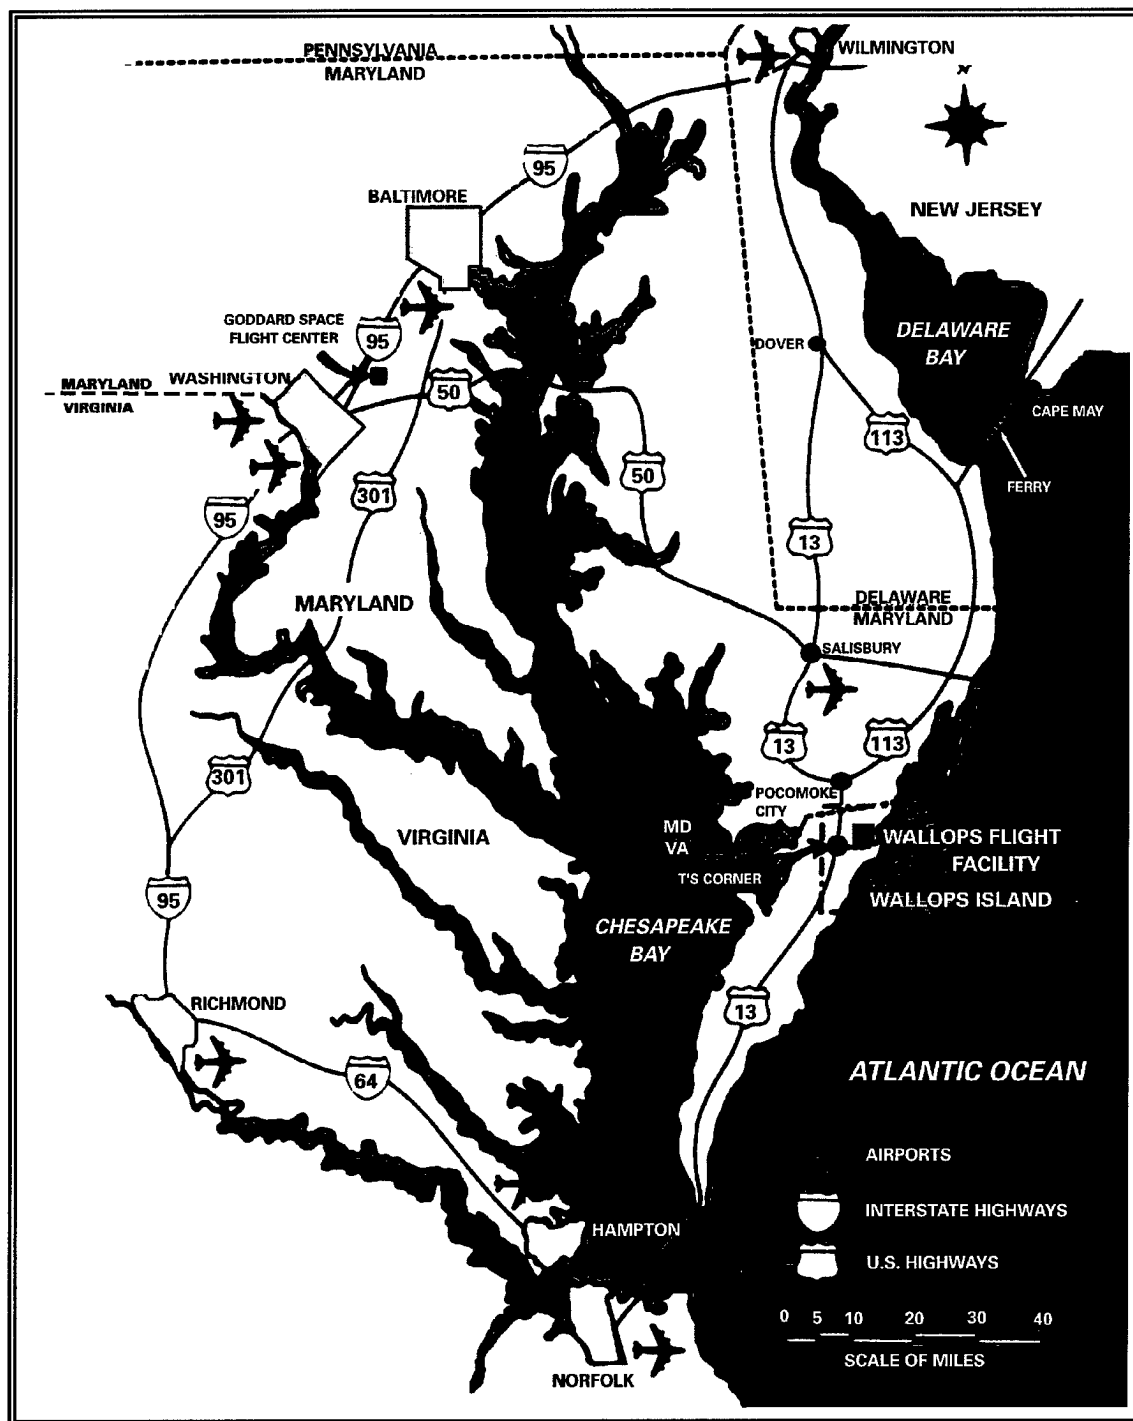 PENNSYLVANIA
MARYLAND
WILMINGTON
N
95
BALTIMORE
NEW JERSEY
GODDARD SPACE
FLIGHT CENTER
95
DOVER
DELAWARE
BAY
MARYLAND
VIRGINIA
WASHINGTON
50
CAPE MAY
113
50
301
FERRY
95
13
MARYLAND
DELAWARE
MARYLAND
SALISBURY
13
113
301
POCOMOKE
CITY
MD
VA
VIRGINIA
WALLOPS FLIGHT
FACILITY
T'S CORNER
WALLOPS ISLAND
95
CHESAPEAKE
BAY
RICHMOND
13
64
ATLANTIC OCEAN
AIRPORTS
INTERSTATE HIGHWAYS
HAMPTON
U.S. HIGHWAYS
0 5 10 20 30 40
SCALE OF MILES
NORFOLK